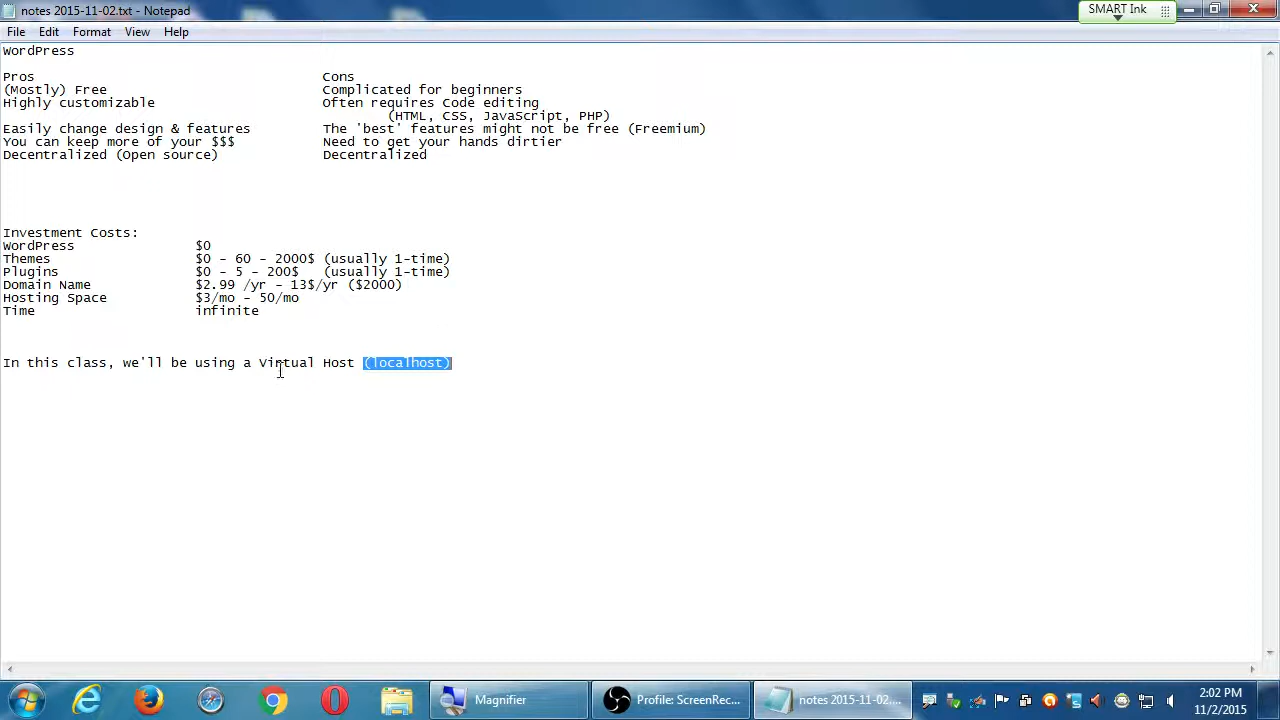 notes 2015-11-02.txt - Notepad
SMART Ink
File Edit Format View Help
WordPress
Pros Cons
(Mostly) Free Complicated for beginners
Highly customizable Often requires Code editing
(HTML, CSS, JavaScript, PHP)
Easily change design & features The 'best' features might not be free (Freemium)
You can keep more of your $$$ Need to get your hands dirtier
Decentralized (Open source) Decentralized
Investment Costs:
WordPress $0
Themes $0 - 60 - 2000$ (usually 1-time)
Plugins $0 - 5 - 200$ (usually 1-time)
Domain Name $2.99 /yr - 13$/yr ($2000)
Hosting Space $3/mo - 50/mo
Time infinite
In this class, we'll be using a Virtual Host (localhost)
Magnifier
Profile: ScreenRec...
notes 2015-11-02....
2:02 PM
11/2/2015